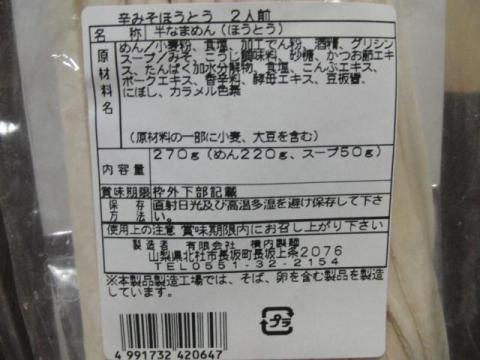 辛みそほうとう　2人前
名　称　半なまめん（ほうとう）
原材料名
めん／小麦粉、食塩、加工でん粉、酒精、グリシン
スープ／みそ、こうじ調味料、砂糖、かつお節エキ
ス、たんぱく加水分解物、食塩、こんぶエキス、
ポークエキス、香辛料、酵母エキス、豆板醤、
にぼし、カラメル色素
（原材料の一部に小麦、大豆を含む）
内容量　270g（めん220g、スープ50g）
賞味期限　枠外下部記載
保存方法　直射日光及び高温多湿を避け保存して下さ
い。
使用上の注意　賞味期限内にお召し上がり下さい
製造者　有限会社　横内製麺
山梨県北杜市長坂町長坂上条2076
TEL0551-32-2154
※本製品製造工場では、そば、卵を含む製品を製造
しています。
4 991732 420647
プラ